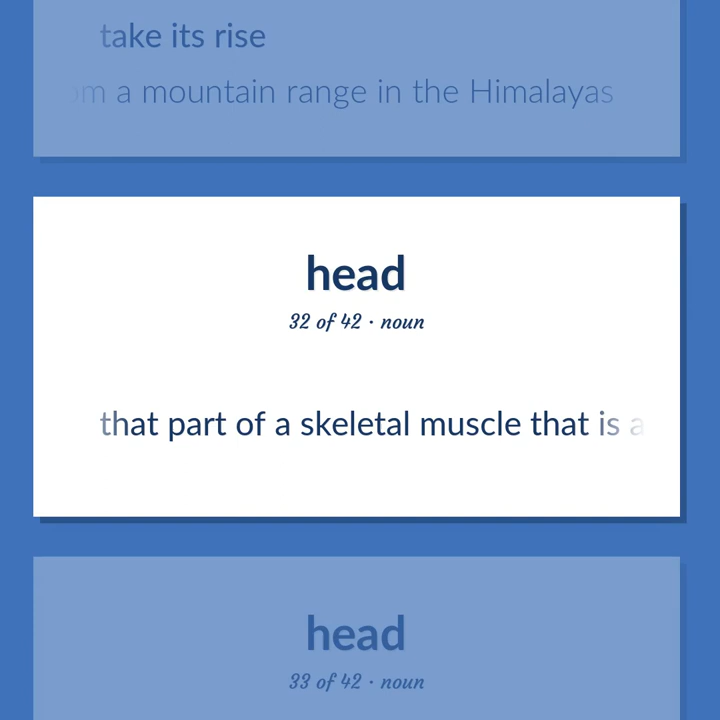 take its rise
a mountain range in the Himalayas
head
32 of 42 · noun
that part of a skeletal muscle that is
head
33 of 42 · noun